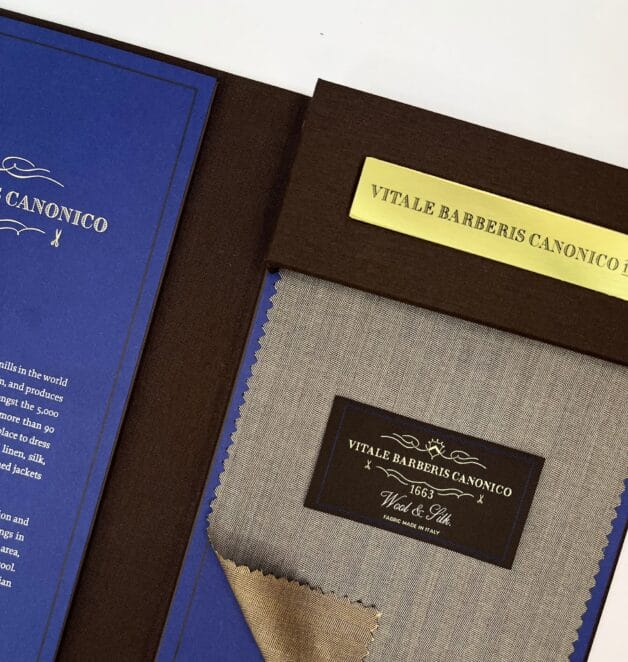 S CANONICO
mills in the world
, and produces
ngst the 5,000
more than 90
place to dress
linen, silk,
ed jackets
ion and
ngs in
area,
ool.
ian
VITALE BARBERIS CANONICO 1
VITALE BARBERIS CANONICO
1663
Wool & Silk.
FABRIC MADE IN ITALY